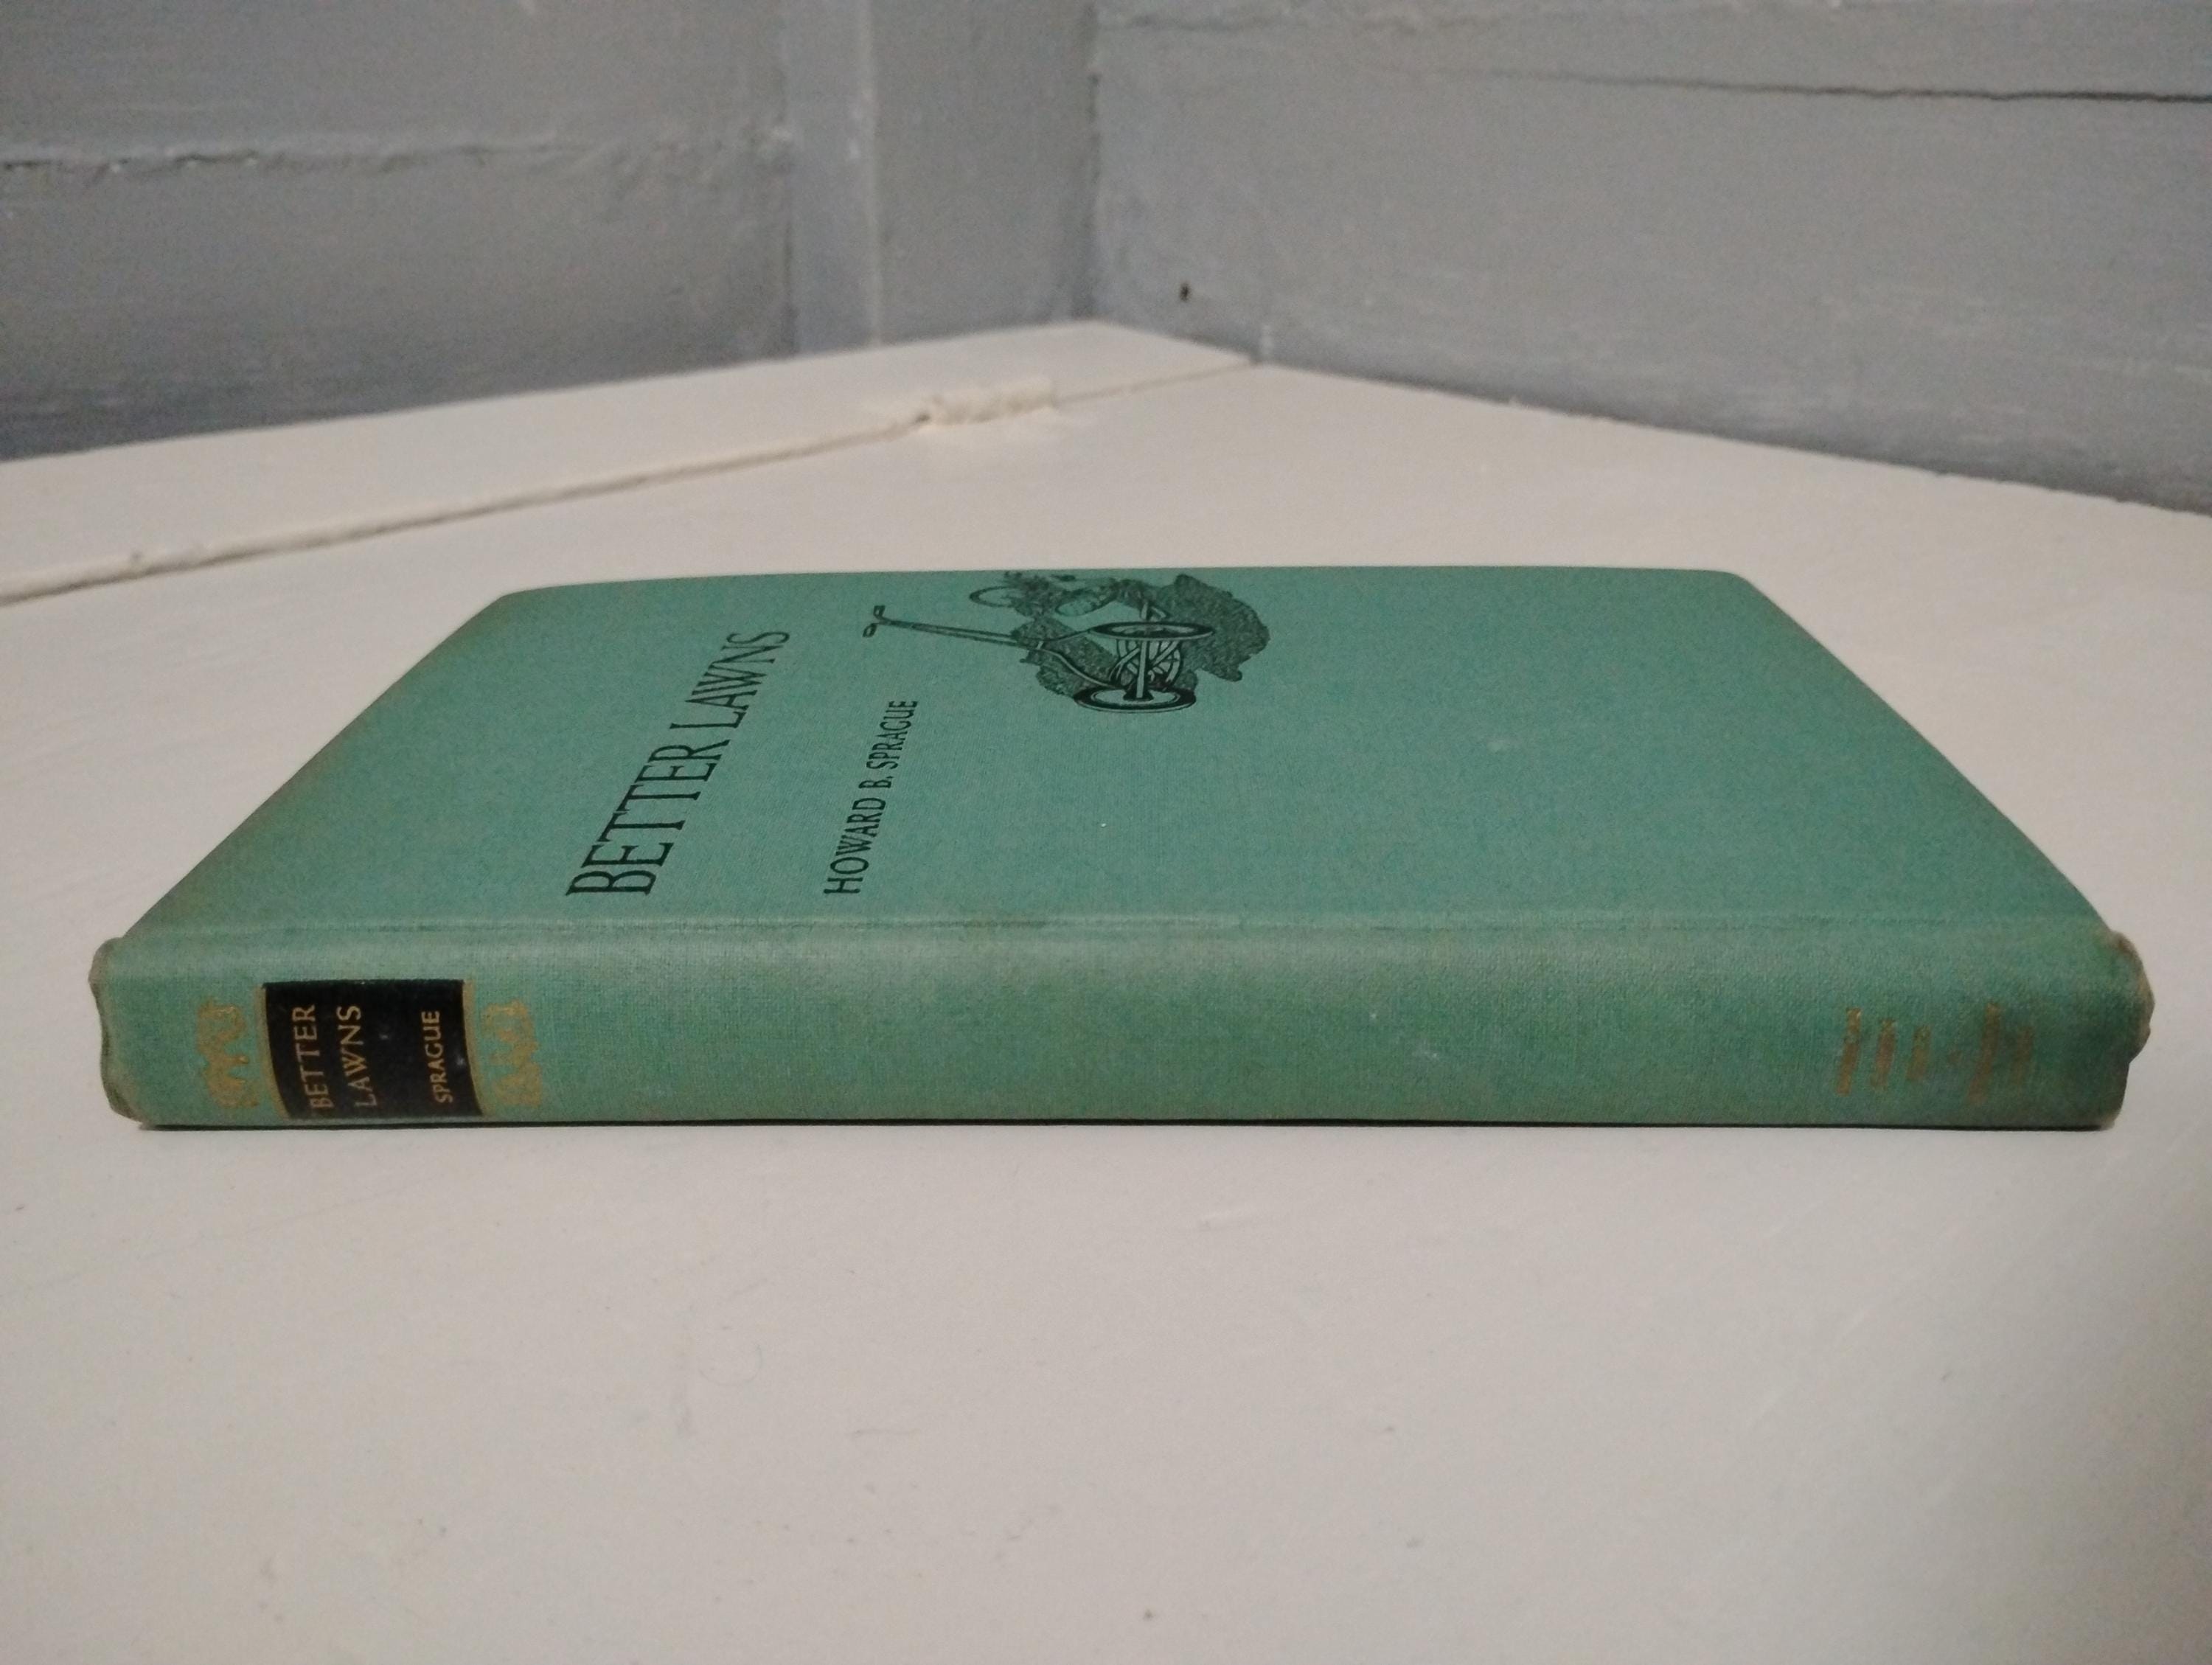 BETTER LAWNS
HOWARD B. SPRAGUE
BETTER
LAWNS
SPRAGUE